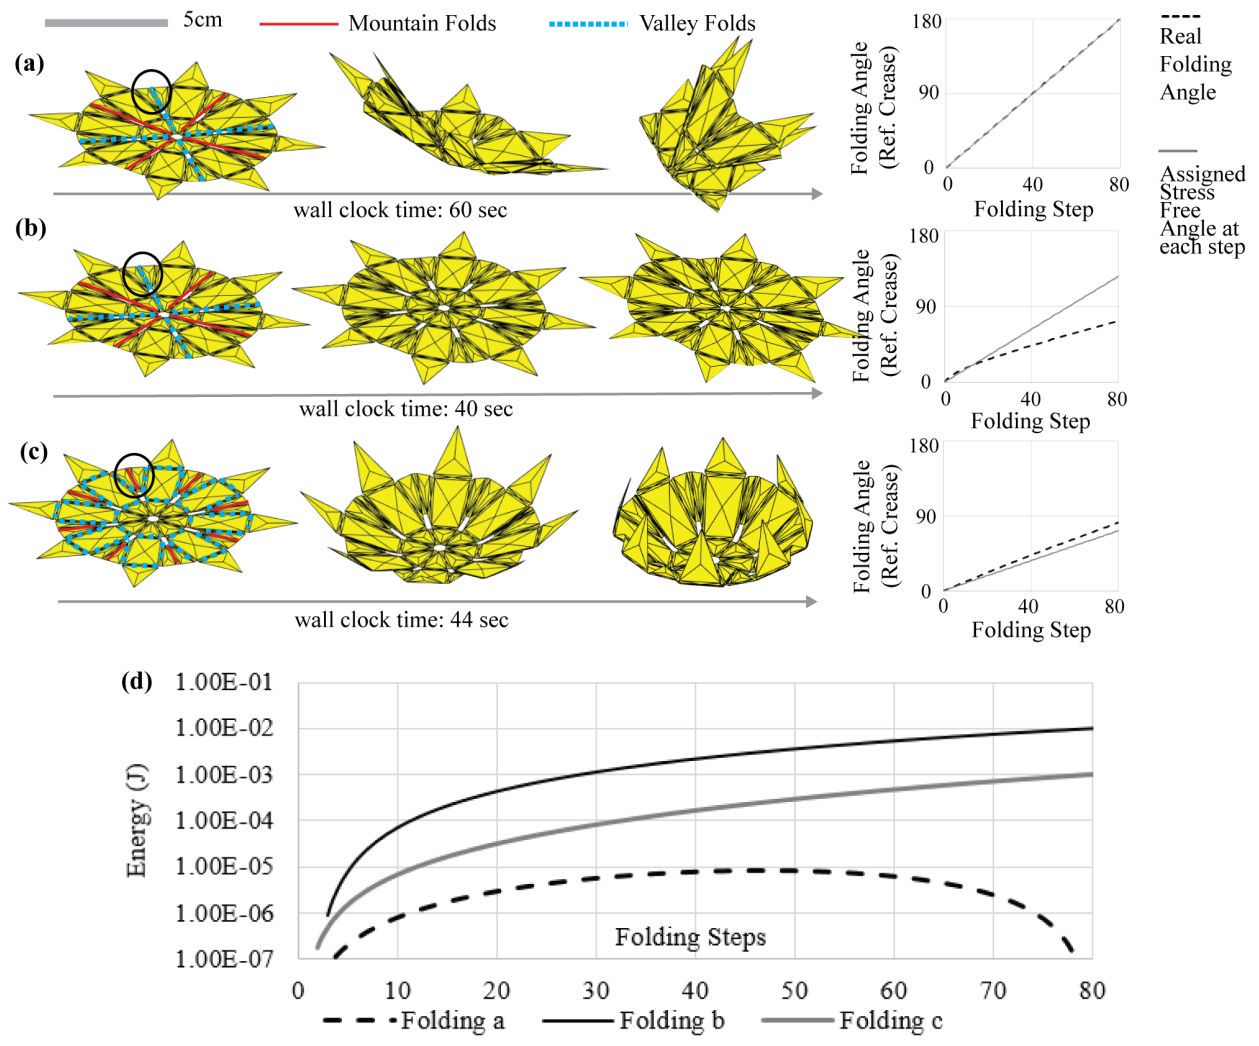 5cm
Mountain Folds
Valley Folds
(a)
wall clock time: 60 sec
Folding Angle
(Ref. Crease)
180
90
0
0
40
80
Folding Step
Real
Folding
Angle
Assigned
Stress
Free
Angle at
each step
(b)
wall clock time: 40 sec
Folding Angle
(Ref. Crease)
180
90
0
0
40
80
Folding Step
(c)
wall clock time: 44 sec
Folding Angle
(Ref. Crease)
180
90
0
0
40
80
Folding Step
(d)
Energy (J)
1.00E-01
1.00E-02
1.00E-03
1.00E-04
1.00E-05
1.00E-06
1.00E-07
Folding Steps
0 10 20 30 40 50 60 70 80
Folding a
Folding b
Folding c